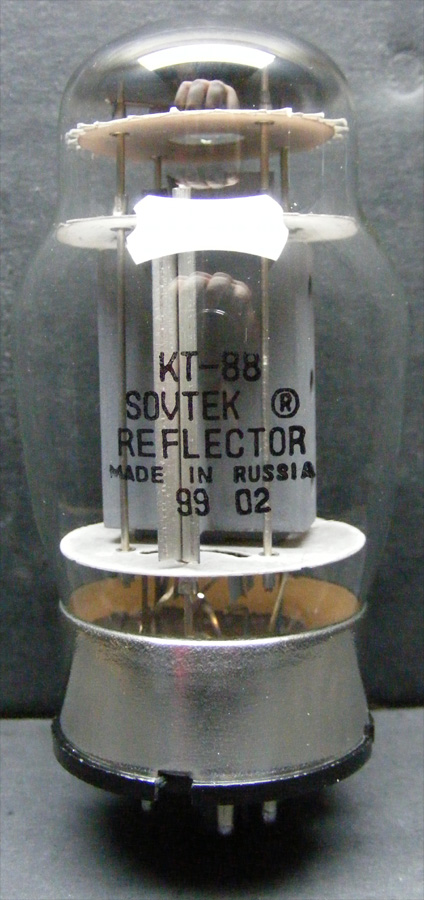 KT-88
SOVTEK ®
REFLECTOR
MADE IN RUSSIA
99 02